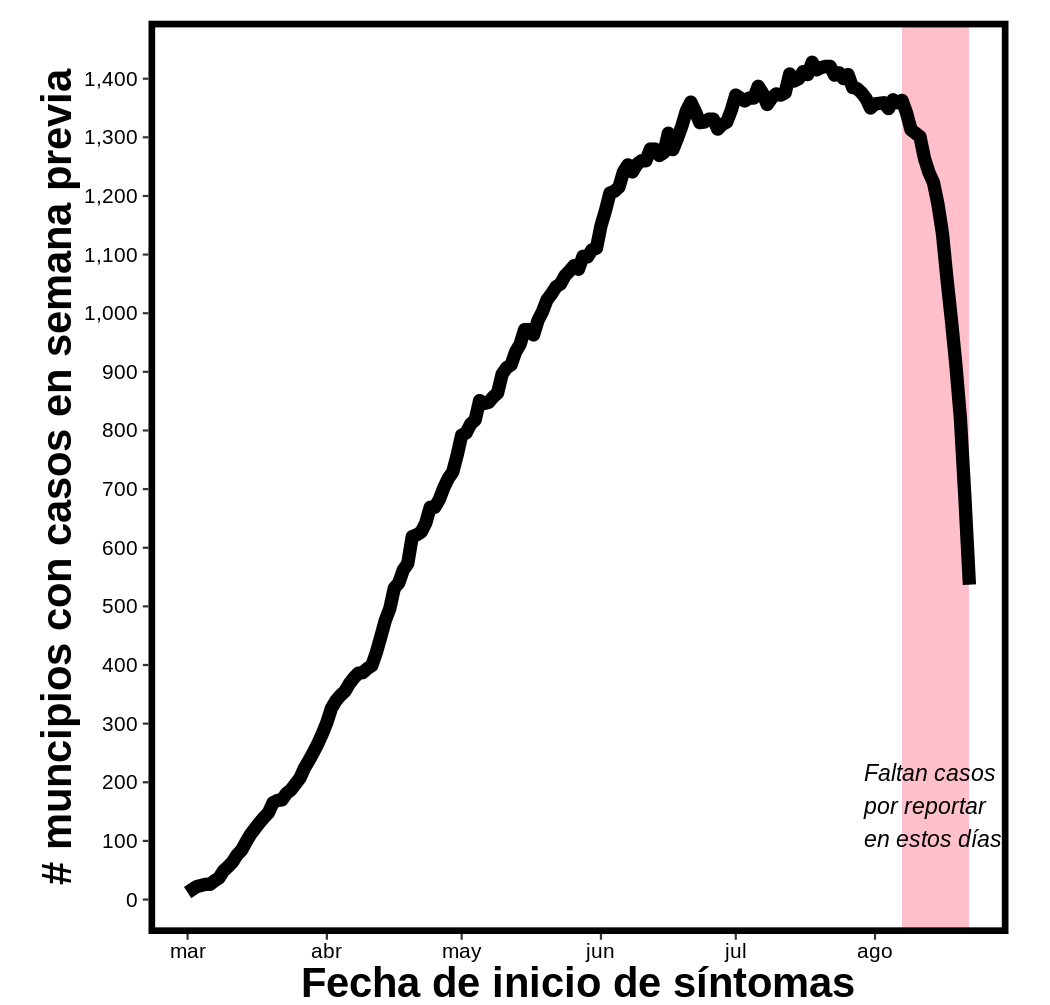 # muncipios con casos en semana previa
1,400
1,300
1,200
1,100
1,000
900
800
700
600
500
400
300
200
100
0
Faltan casos
por reportar
en estos días
mar abr may jun jul ago
Fecha de inicio de síntomas